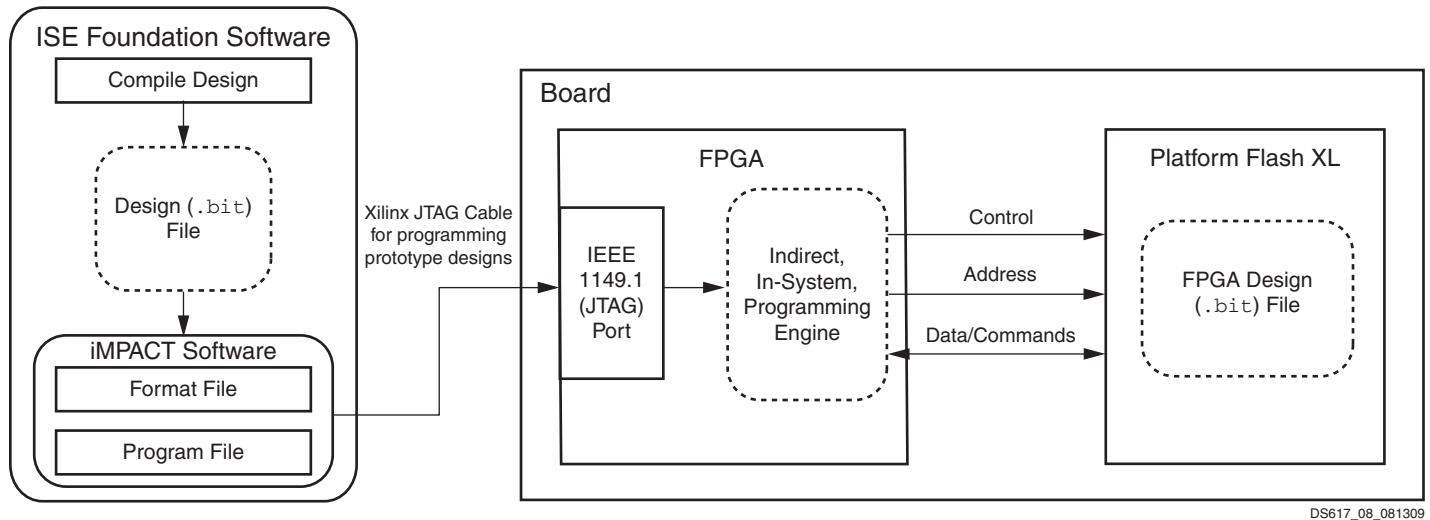 ISE Foundation Software
Compile Design
Design (.bit)
File
iMPACT Software
Format File
Program File
Xilinx JTAG Cable
for programming
prototype designs
Board
FPGA
IEEE
1149.1
(JTAG)
Port
Indirect,
In-System,
Programming
Engine
Control
Address
Data/Commands
Platform Flash XL
FPGA Design
(.bit) File
DS617_08_081309